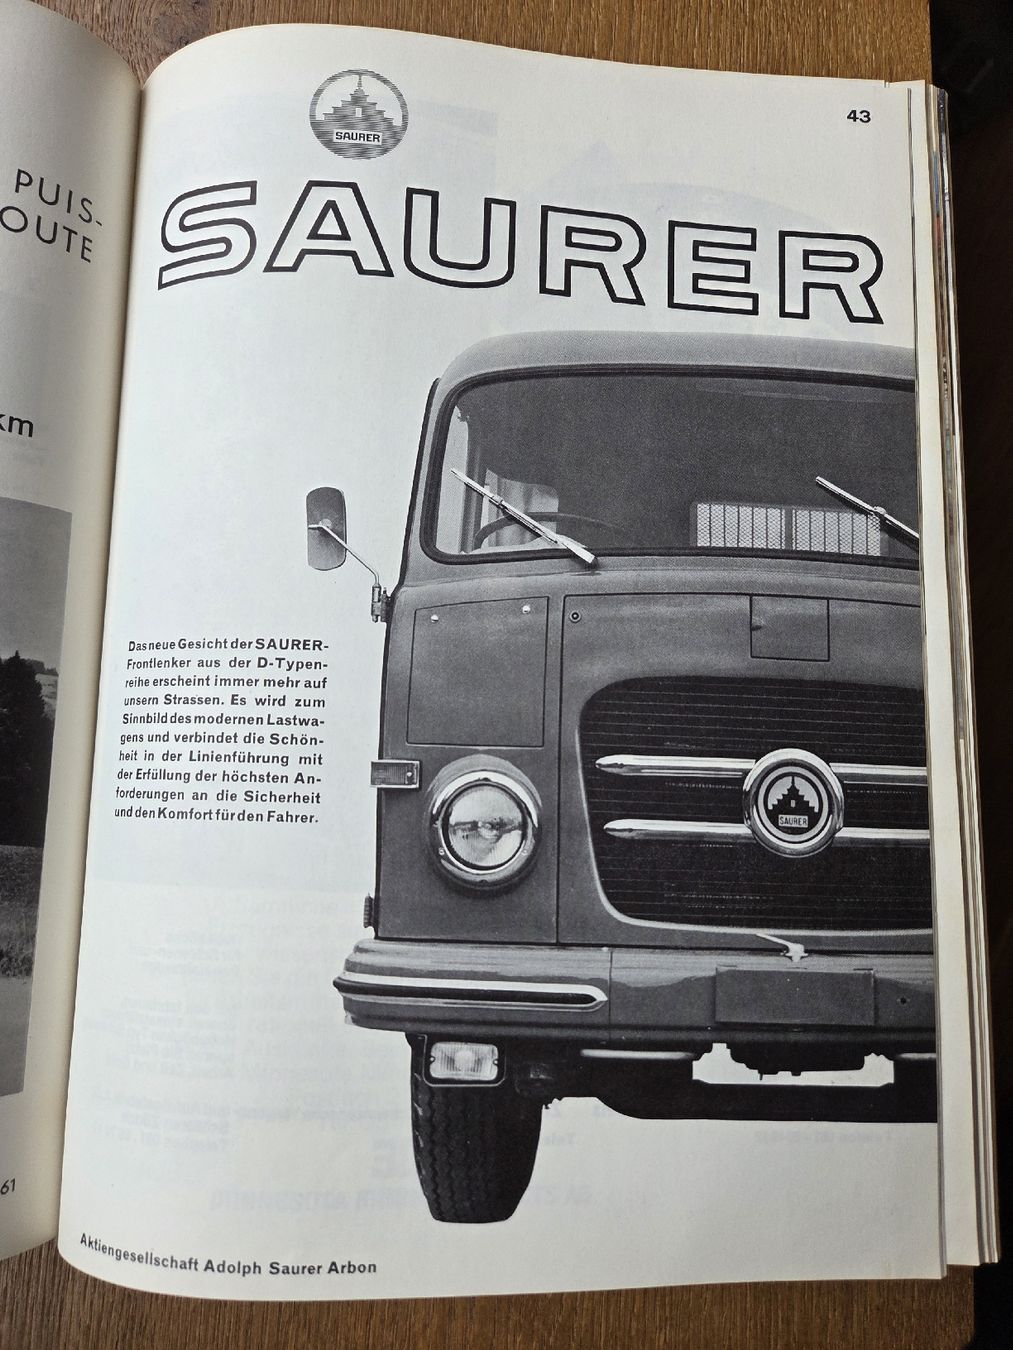 PUIS-
OUTE
km
61
SAURER
43
SAURER
Das neue Gesicht der SAURER-
Frontlenker aus der D-Typen-
reihe erscheint immer mehr auf
unsern Strassen. Es wird zum
Sinnbild des modernen Lastwa-
gens und verbindet die Schön-
heit in der Linienführung mit
der Erfüllung der höchsten An-
forderungen an die Sicherheit
und den Komfort für den Fahrer.
SAURER
Aktiengesellschaft Adolph Saurer Arbon